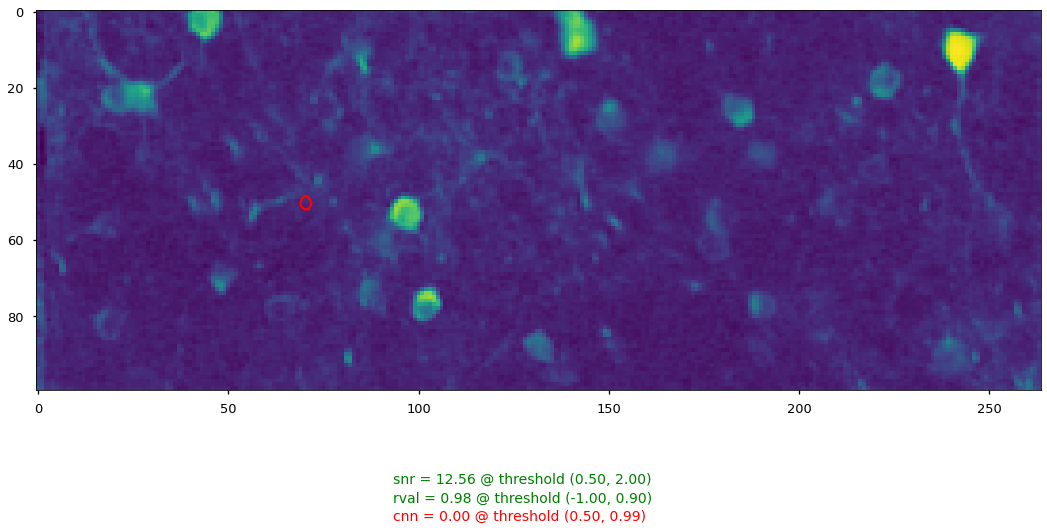 0
20
40
60
80
0 50 100 150 200 250
snr = 12.56 @ threshold (0.50, 2.00)
rval = 0.98 @ threshold (-1.00, 0.90)
cnn = 0.00 @ threshold (0.50, 0.99)